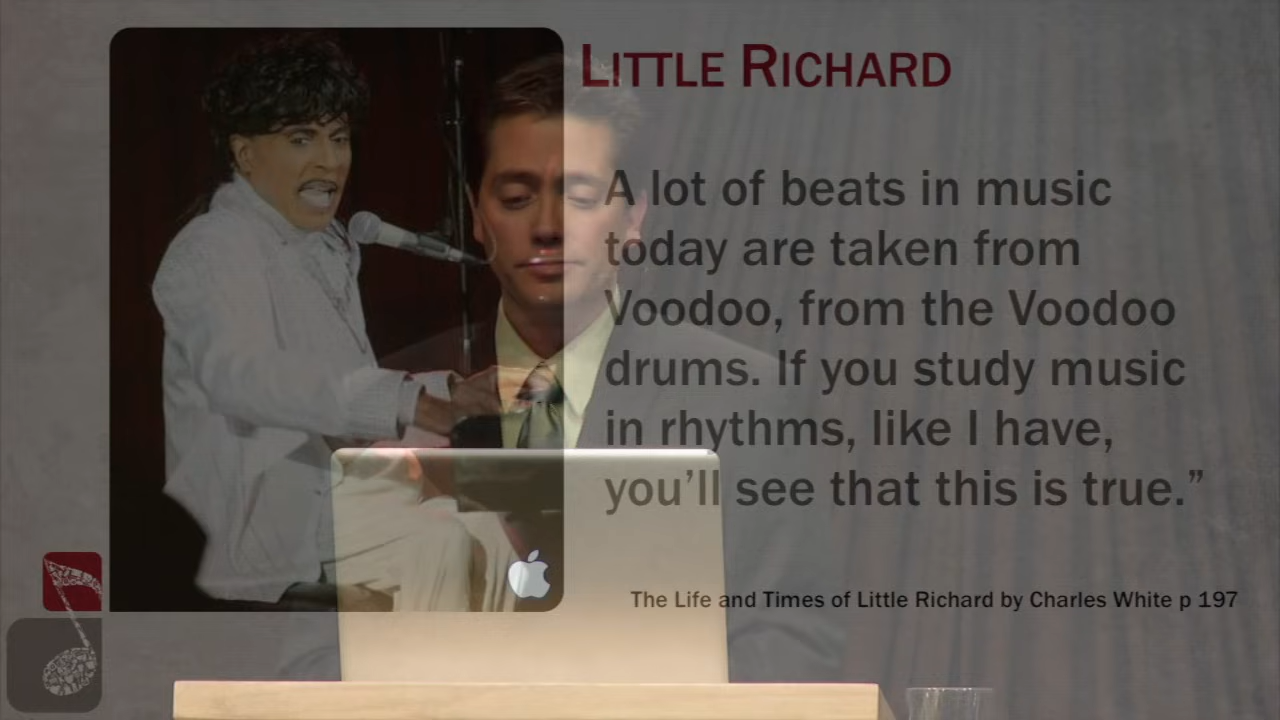 LITTLE RICHARD
A lot of beats in music
today are taken from
Voodoo, from the Voodoo
drums. If you study music
in rhythms, like I have,
you’ll see that this is true.”
The Life and Times of Little Richard by Charles White p 197